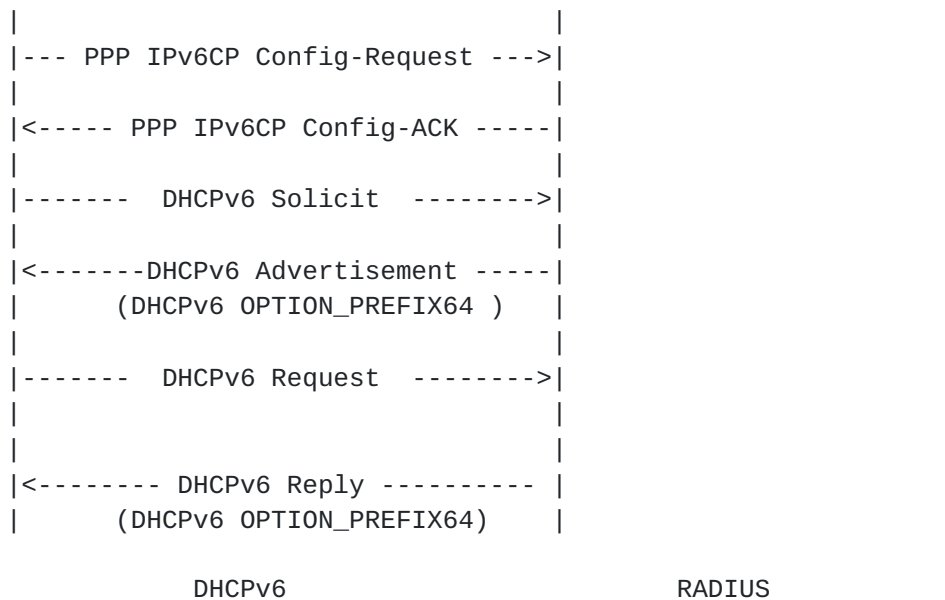 |                                  |
|--- PPP IPv6CP Config-Request --->|
|                                  |
|<----- PPP IPv6CP Config-ACK -----|
|                                  |
|-------  DHCPv6 Solicit  -------->|
|                                  |
|<-------DHCPv6 Advertisement -----|
|      (DHCPv6 OPTION_PREFIX64 )   |
|                                  |
|-------  DHCPv6 Request  -------->|
|                                  |
|                                  |
|<-------- DHCPv6 Reply ---------- |
|      (DHCPv6 OPTION_PREFIX64)    |

            DHCPv6                         RADIUS